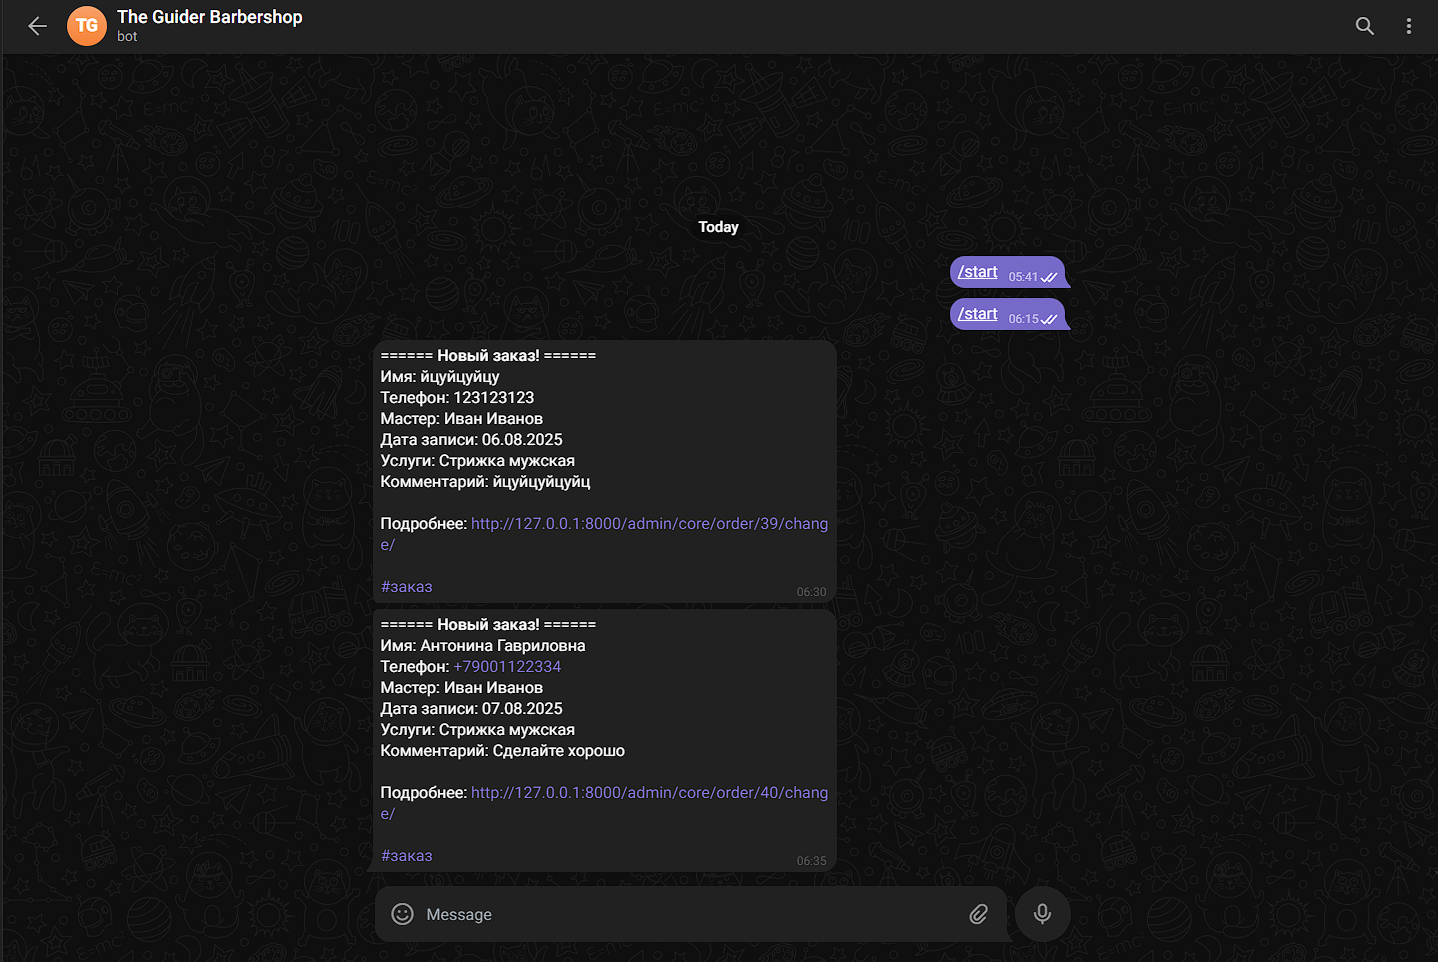 TG
The Guider Barbershop
bot
Today
/start 05:41
/start 06:15
====== Новый заказ! ======
Имя: йцуйцуйцу
Телефон: 123123123
Мастер: Иван Иванов
Дата записи: 06.08.2025
Услуги: Стрижка мужская
Комментарий: йцуйцуйцуйц
Подробнее: http://127.0.0.1:8000/admin/core/order/39/chang
e/
#заказ
06:30
====== Новый заказ! ======
Имя: Антонина Гавриловна
Телефон: +79001122334
Мастер: Иван Иванов
Дата записи: 07.08.2025
Услуги: Стрижка мужская
Комментарий: Сделайте хорошо
Подробнее: http://127.0.0.1:8000/admin/core/order/40/chang
e/
#заказ
06:35
Message